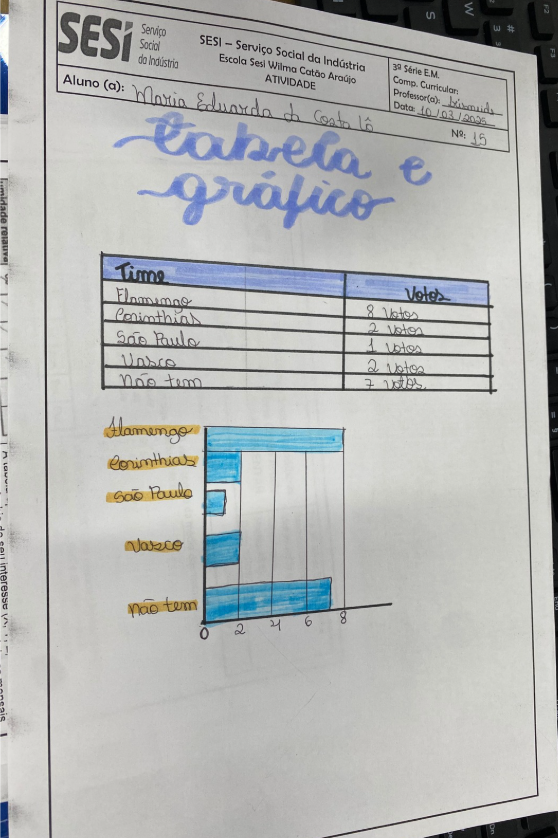 SESI Serviço
Social
da Indústria
SESI – Serviço Social da Indústria
Escola Sesi Wilma Catão Araújo
ATIVIDADE
3ª Série E.M.
Comp. Curricular:
Professor(a):
Data: 10/03/2025
Aluno (a): Maria Eduarda da Costa Lô
Nº: 15
tabela e
gráfico
Time Votos
Flamengo 8 Votos
Corinthias 2 Votos
São Paulo 1 Votos
Vasco 2 Votos
não tem 7 Votos.
Flamengo
Corinthias
São Paulo
Vasco
não tem
0 2 4 6 8